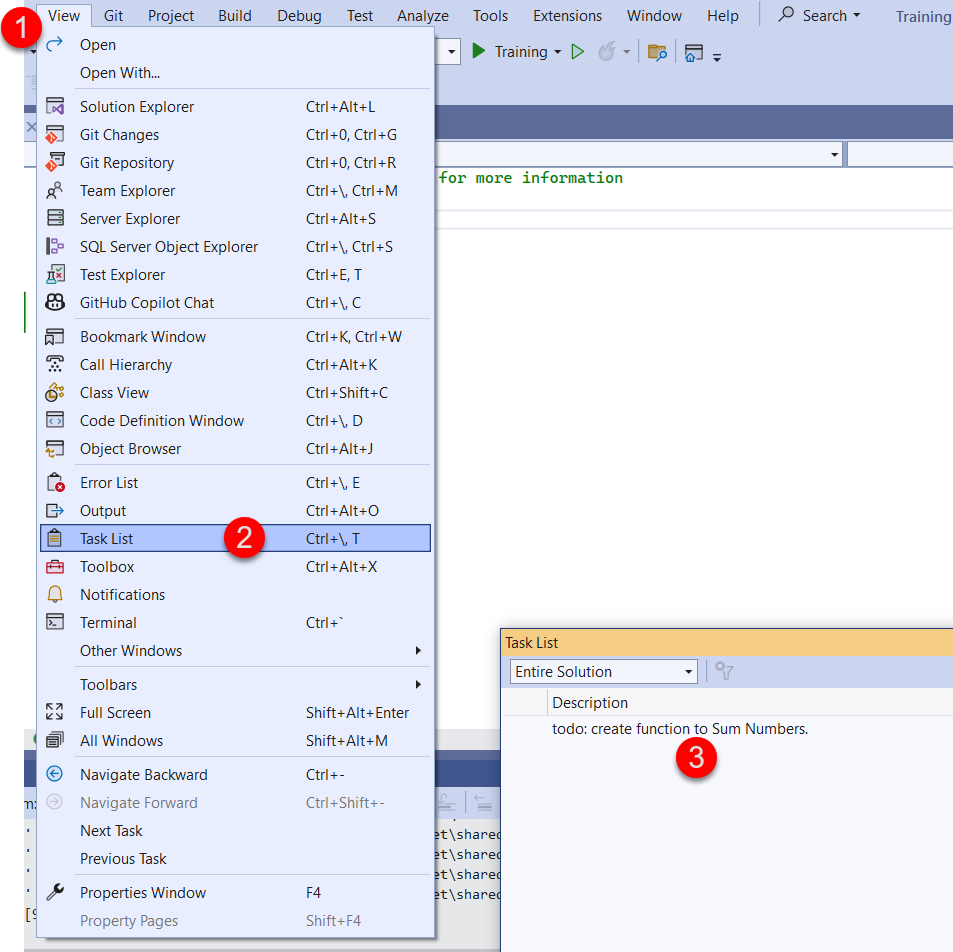 View Git Project Build Debug Test Analyze Tools Extensions Window Help Search Training
1
Training
Open
Open With...
Solution Explorer Ctrl+Alt+L
Git Changes Ctrl+0, Ctrl+G
Git Repository Ctrl+0, Ctrl+R
for more information
Team Explorer Ctrl+\, Ctrl+M
Server Explorer Ctrl+Alt+S
SQL Server Object Explorer Ctrl+\, Ctrl+S
Test Explorer Ctrl+E, T
GitHub Copilot Chat Ctrl+\, C
Bookmark Window Ctrl+K, Ctrl+W
Call Hierarchy Ctrl+Alt+K
Class View Ctrl+Shift+C
Code Definition Window Ctrl+\, D
Object Browser Ctrl+Alt+J
Error List Ctrl+\, E
Output Ctrl+Alt+O
Task List 2 Ctrl+\, T
Toolbox Ctrl+Alt+X
Notifications
Terminal Ctrl+`
Other Windows
Toolbars
Full Screen Shift+Alt+Enter
All Windows Shift+Alt+M
Navigate Backward Ctrl+-
Navigate Forward Ctrl+Shift+-
Next Task
Previous Task
Properties Window F4
Property Pages Shift+F4
Task List
Entire Solution
Description
todo: create function to Sum Numbers.
3
et\shared
et\shared
et\shared
et\shared